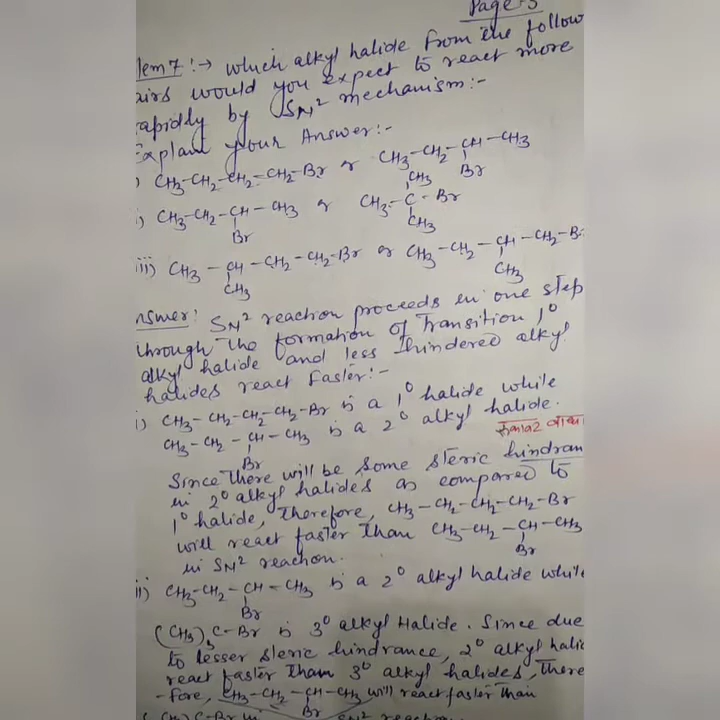 Page-3
lem 7 :→ which alkyl halide from the follow
airs would you expect to react more
rapidly by SN² mechanism:-
Explain your Answer:-
) CH₃-CH₂-CH₂-CH₂-Br or CH₃-CH₂-CH-CH₃
Br
i) CH₃-CH₂-CH-CH₃ or CH₃-C-Br
Br
CH₃
CH₃
iii) CH₃-CH-CH₂-CH₂-Br or CH₃-CH₂-CH-CH₂-Br
CH₃
CH₃
nswer: SN² reaction proceeds in one step
through the formation of Transition 1°
alkyl halide and less hindered alkyl
halides react Faster:-
i) CH₃-CH₂-CH₂-CH₂-Br is a 1° halide while
CH₃-CH₂-CH-CH₃ is a 2° alkyl halide.
Br
Since there will be some steric hindran
in 2° alkyl halides as compared to
1° halide, Therefore, CH₃-CH₂-CH₂-CH₂-Br
will react faster than CH₃-CH₂-CH-CH₃
Br
in SN² reaction.
ii) CH₃-CH₂-CH-CH₃ is a 2° alkyl halide while
Br
(CH₃)₃C-Br is 3° alkyl Halide. Since due
to lesser steric hindrance, 2° alkyl halid
react faster than 3° alkyl halides, There
-fore, CH₃-CH₂-CH-CH₃ will react faster than
Br
SN² reaction